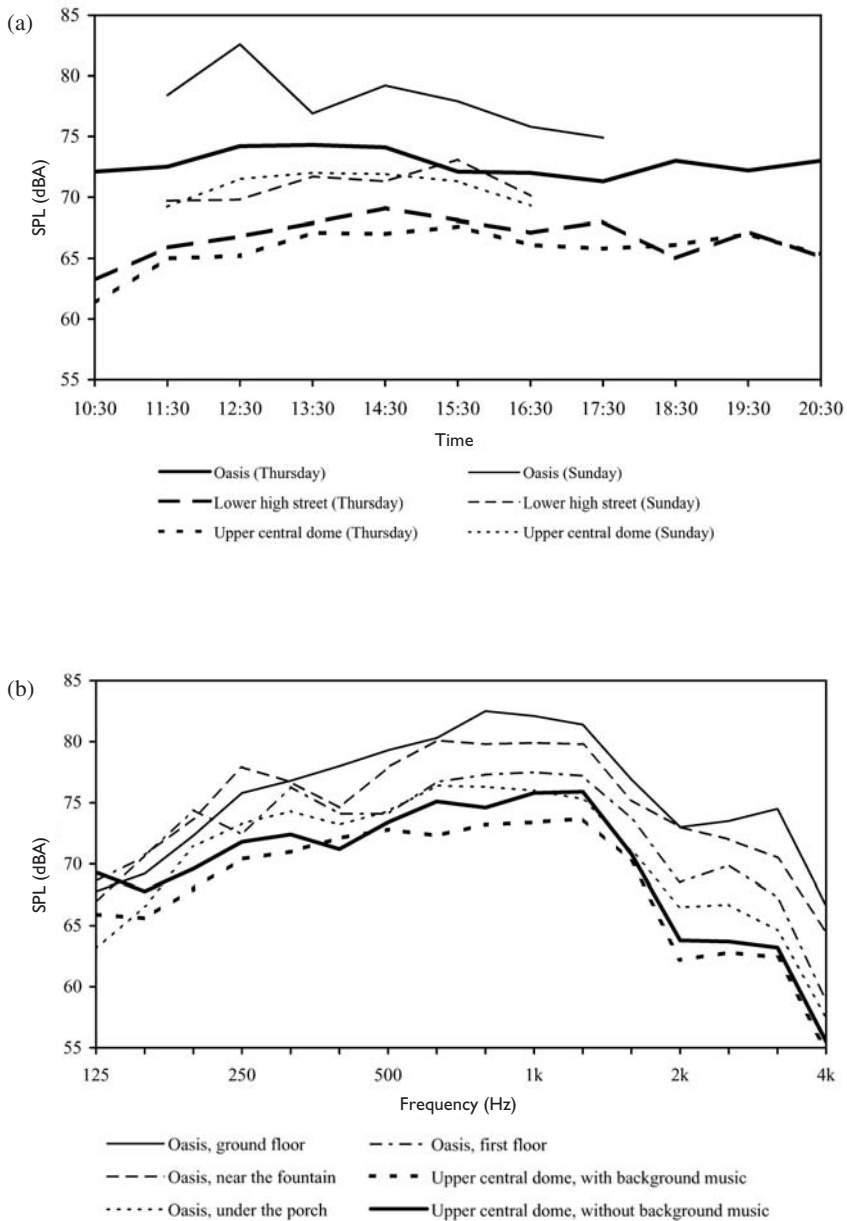 (a)
85
80
75
70
65
60
55
SPL (dBA)
10:30 11:30 12:30 13:30 14:30 15:30 16:30 17:30 18:30 19:30 20:30
Time
Oasis (Thursday) Oasis (Sunday)
Lower high street (Thursday) Lower high street (Sunday)
Upper central dome (Thursday) Upper central dome (Sunday)
(b)
85
80
75
70
65
60
55
SPL (dBA)
125 250 500 1k 2k 4k
Frequency (Hz)
Oasis, ground floor Oasis, first floor
Oasis, near the fountain Upper central dome, with background music
Oasis, under the porch Upper central dome, without background music